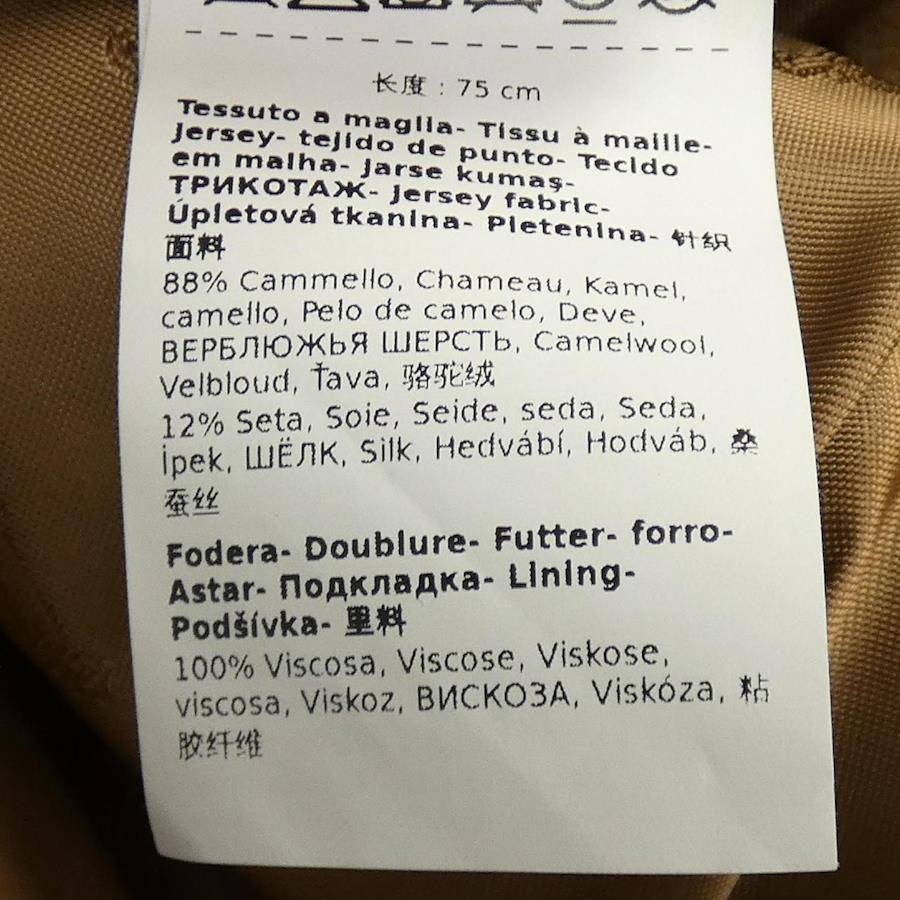 长度 : 75 cm
Tessuto a maglia- Tissu à maille-
Jersey- tejido de punto- Tecido
em malha- Jarse kumaş-
ТРИКОТАЖ- Jersey fabric-
Úpletová tkanina- Pletenina- 针织
面料
88% Cammello, Chameau, Kamel,
camello, Pelo de camelo, Deve,
ВЕРБЛЮЖЬЯ ШЕРСТЬ, Camelwool,
Velbloud, Ťava, 骆驼绒
12% Seta, Soie, Seide, seda, Seda,
İpek, ШЁЛК, Silk, Hedvábí, Hodváb, 桑
蚕丝
Fodera- Doublure- Futter- forro-
Astar- Подкладка- Lining-
Podšívka- 里料
100% Viscosa, Viscose, Viskose,
viscosa, Viskoz, ВИСКОЗА, Viskóza, 粘
胶纤维